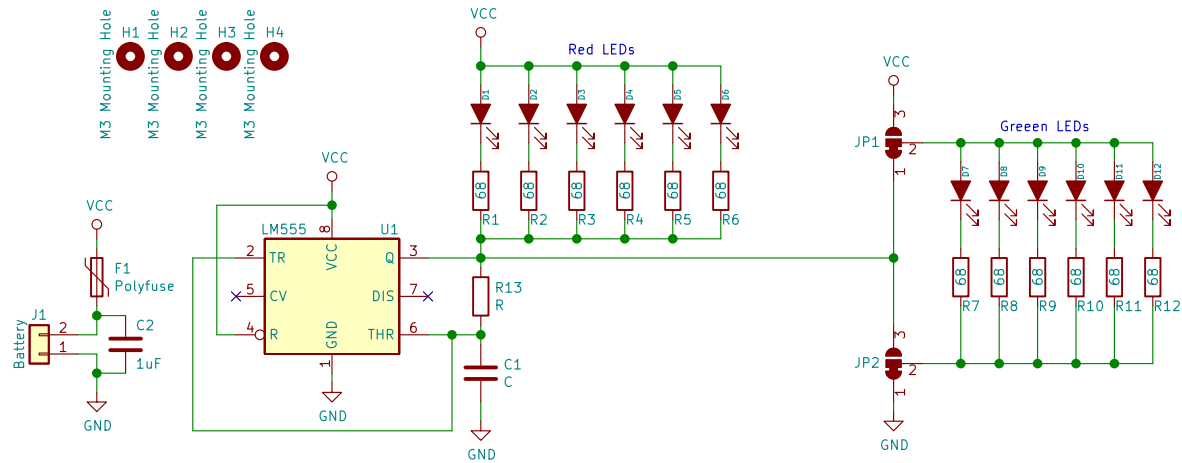 M3 Mounting Hole
H1
M3 Mounting Hole
H2
M3 Mounting Hole
H3
M3 Mounting Hole
H4
VCC
F1
Polyfuse
J1
Battery
2
1
C2
1uF
GND
VCC
LM555
U1
8
VCC
2
TR
Q
3
5
CV
DIS
7
4
R
THR
6
GND
1
GND
VCC
Red LEDs
D1
D2
D3
D4
D5
D6
68
68
68
68
68
68
R1
R2
R3
R4
R5
R6
R13
R
C1
C
GND
VCC
JP1
3
2
1
JP2
3
2
1
GND
Greeen LEDs
D7
D8
D9
D10
D11
D12
68
68
68
68
68
68
R7
R8
R9
R10
R11
R12